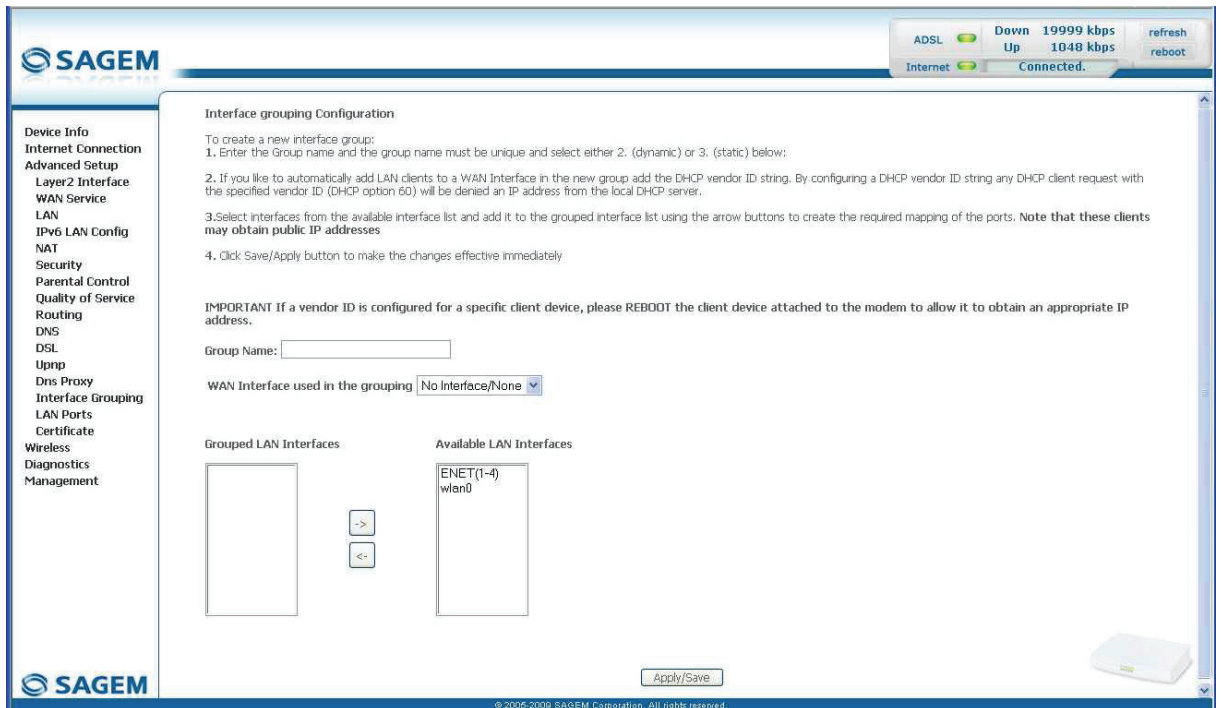 SAGEM
ADSL
Down 19999 kbps
Up 1048 kbps
Internet
Connected.
refresh
reboot
Device Info
Internet Connection
Advanced Setup
Layer2 Interface
WAN Service
LAN
IPv6 LAN Config
NAT
Security
Parental Control
Quality of Service
Routing
DNS
DSL
Upnp
Dns Proxy
Interface Grouping
LAN Ports
Certificate
Wireless
Diagnostics
Management
Interface grouping Configuration
To create a new interface group:
1. Enter the Group name and the group name must be unique and select either 2. (dynamic) or 3. (static) below:
2. If you like to automatically add LAN clients to a WAN Interface in the new group add the DHCP vendor ID string. By configuring a DHCP vendor ID string any DHCP client request with
the specified vendor ID (DHCP option 60) will be denied an IP address from the local DHCP server.
3.Select interfaces from the available interface list and add it to the grouped interface list using the arrow buttons to create the required mapping of the ports. Note that these clients
may obtain public IP addresses
4. Click Save/Apply button to make the changes effective immediately
IMPORTANT If a vendor ID is configured for a specific client device, please REBOOT the client device attached to the modem to allow it to obtain an appropriate IP
address.
Group Name:
WAN Interface used in the grouping No Interface/None
Grouped LAN Interfaces
Available LAN Interfaces
ENET(1-4)
wlan0
->
<-
Apply/Save
SAGEM
© 2005-2009 SAGEM Corporation. All rights reserved.